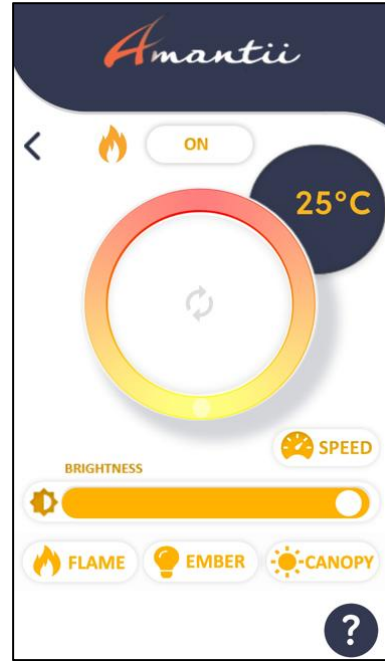 Amantii
ON
25°C
SPEED
BRIGHTNESS
FLAME
EMBER
CANOPY
?